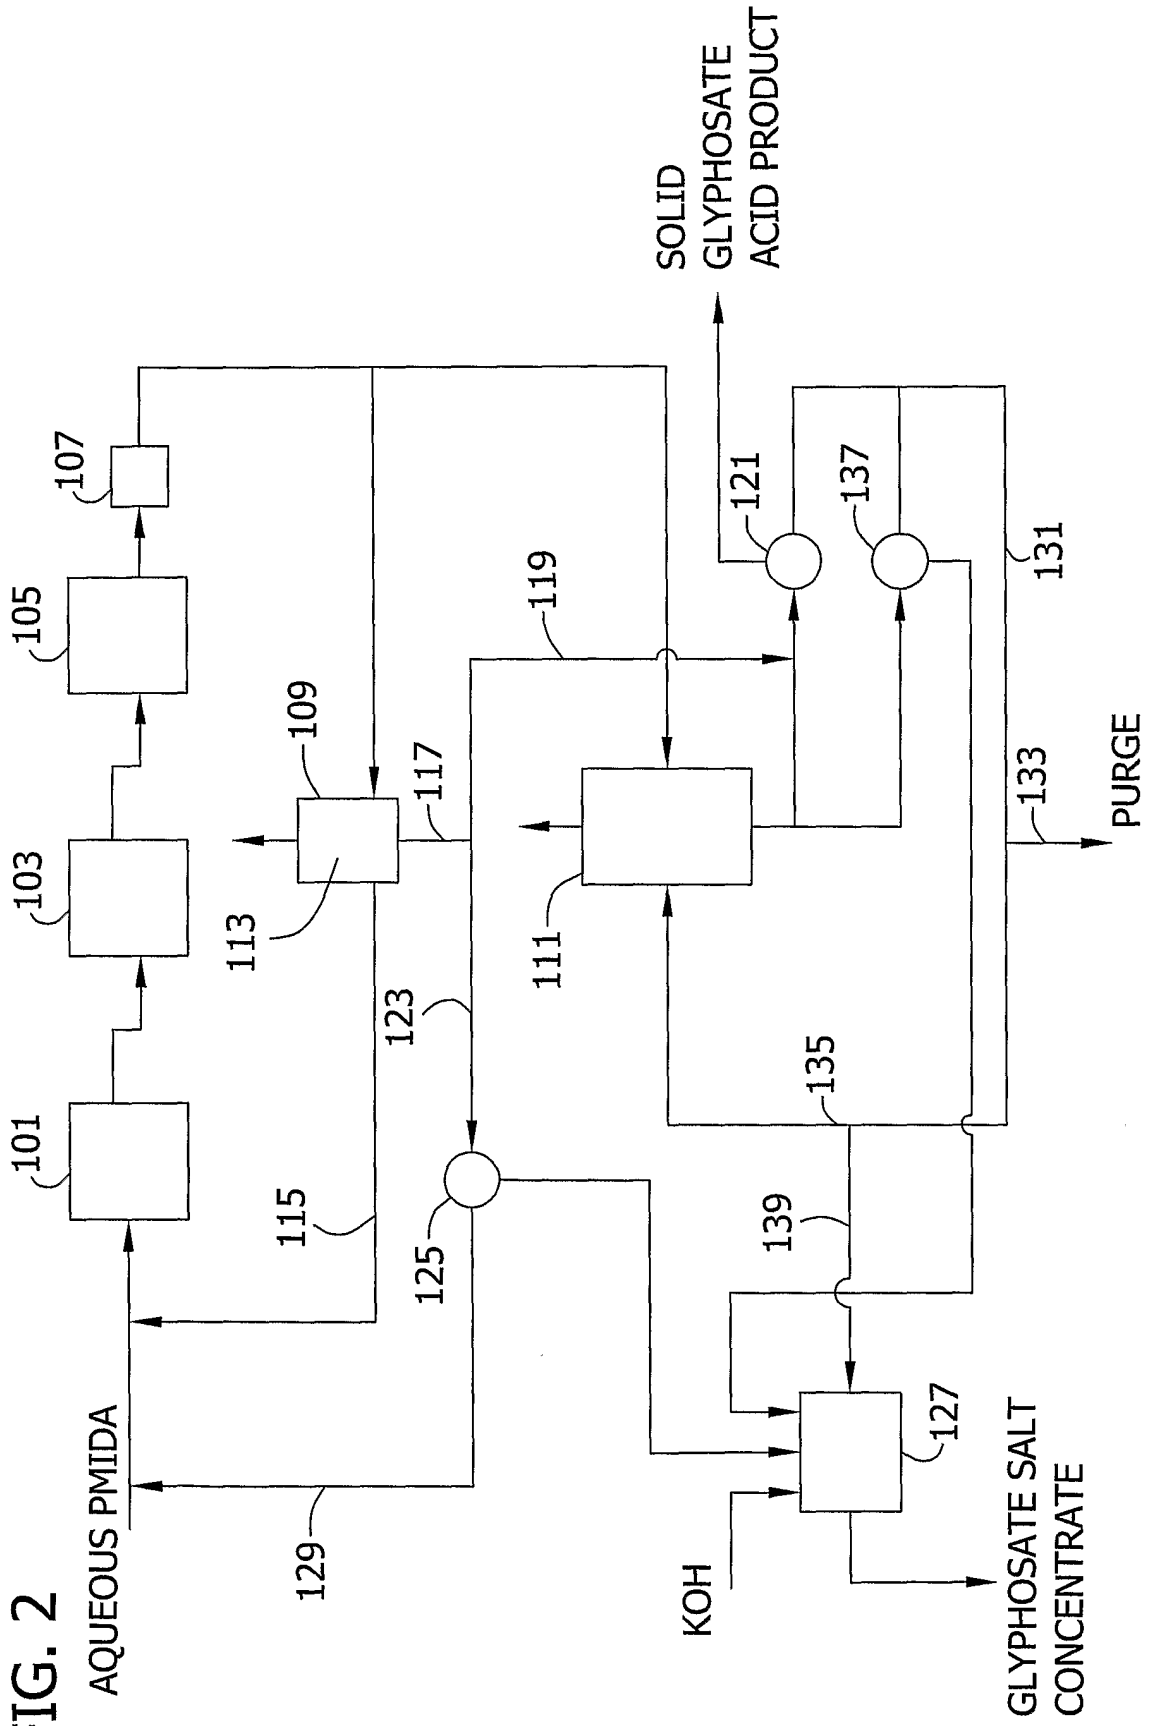 FIG. 2
AQUEOUS PMIDA
101
103
105
107
109
113
115
117
119
123
125
129
111
121
137
131
133
135
139
127
KOH
SOLID
GLYPHOSATE
ACID PRODUCT
PURGE
GLYPHOSATE SALT
CONCENTRATE